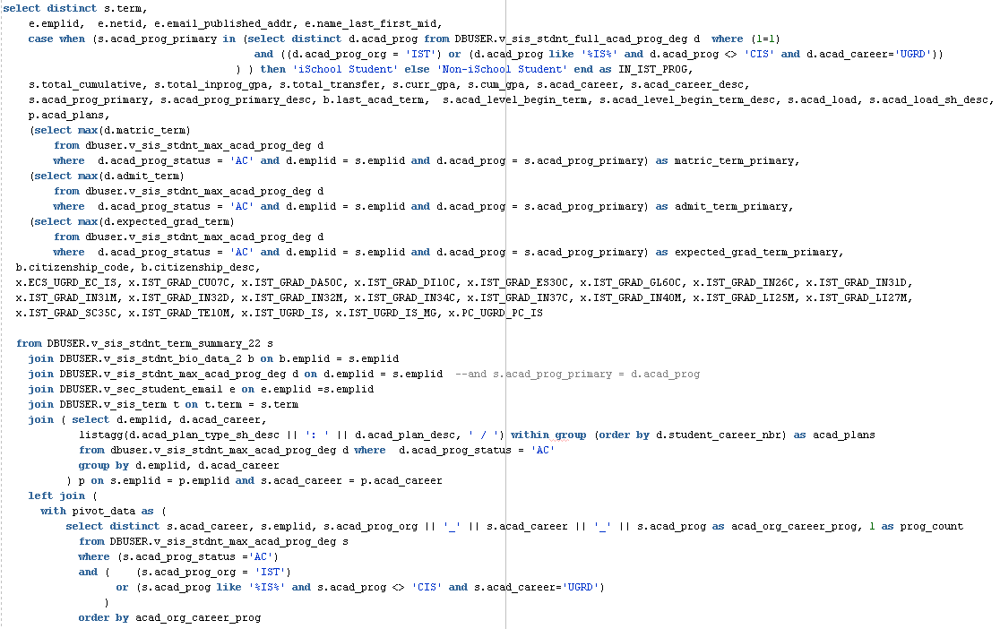 select distinct s.term,
e.emplid, e.netid, e.email_published_addr, e.name_last_first_mid,
case when (s.acad_prog_primary in (select distinct d.acad_prog from DBUSER.v_sis_stdnt_full_acad_prog_deg d where (1=1)
and ((d.acad_prog_org = 'IST') or (d.acad_prog like '%IS%' and d.acad_prog <> 'CIS' and d.acad_career='UGRD'))
) ) then 'iSchool Student' else 'Non-iSchool Student' end as IN_IST_PROG,
s.total_cumulative, s.total_inprog_gpa, s.total_transfer, s.curr_gpa, s.cum_gpa, s.acad_career, s.acad_career_desc,
s.acad_prog_primary, s.acad_prog_primary_desc, b.last_acad_term, s.acad_level_begin_term, s.acad_level_begin_term_desc, s.acad_load, s.acad_load_sh_desc,
p.acad_plans,
(select max(d.matric_term)
from dbuser.v_sis_stdnt_max_acad_prog_deg d
where d.acad_prog_status = 'AC' and d.emplid = s.emplid and d.acad_prog = s.acad_prog_primary) as matric_term_primary,
(select max(d.admit_term)
from dbuser.v_sis_stdnt_max_acad_prog_deg d
where d.acad_prog_status = 'AC' and d.emplid = s.emplid and d.acad_prog = s.acad_prog_primary) as admit_term_primary,
(select max(d.expected_grad_term)
from dbuser.v_sis_stdnt_max_acad_prog_deg d
where d.acad_prog_status = 'AC' and d.emplid = s.emplid and d.acad_prog = s.acad_prog_primary) as expected_grad_term_primary,
b.citizenship_code, b.citizenship_desc,
x.ECS_UGRD_EC_IS, x.IST_GRAD_CU07C, x.IST_GRAD_DA50C, x.IST_GRAD_DI10C, x.IST_GRAD_ES30C, x.IST_GRAD_GL60C, x.IST_GRAD_IN26C, x.IST_GRAD_IN31D,
x.IST_GRAD_IN31M, x.IST_GRAD_IN32D, x.IST_GRAD_IN32M, x.IST_GRAD_IN34C, x.IST_GRAD_IN37C, x.IST_GRAD_IN40M, x.IST_GRAD_LI25M, x.IST_GRAD_LI27M,
x.IST_GRAD_SC35C, x.IST_GRAD_TE10M, x.IST_UGRD_IS, x.IST_UGRD_IS_MG, x.PC_UGRD_PC_IS
from DBUSER.v_sis_stdnt_term_summary_22 s
join DBUSER.v_sis_stdnt_bio_data_2 b on b.emplid = s.emplid
join DBUSER.v_sis_stdnt_max_acad_prog_deg d on d.emplid = s.emplid --and s.acad_prog_primary = d.acad_prog
join DBUSER.v_sec_student_email e on e.emplid =s.emplid
join DBUSER.v_sis_term t on t.term = s.term
join ( select d.emplid, d.acad_career,
listagg(d.acad_plan_type_sh_desc || ': ' || d.acad_plan_desc, ' / ') within group (order by d.student_career_nbr) as acad_plans
from dbuser.v_sis_stdnt_max_acad_prog_deg d where d.acad_prog_status = 'AC'
group by d.emplid, d.acad_career
) p on s.emplid = p.emplid and s.acad_career = p.acad_career
left join (
with pivot_data as (
select distinct s.acad_career, s.emplid, s.acad_prog_org || '_' || s.acad_career || '_' || s.acad_prog as acad_org_career_prog, 1 as prog_count
from DBUSER.v_sis_stdnt_max_acad_prog_deg s
where (s.acad_prog_status ='AC')
and ( (s.acad_prog_org = 'IST')
or (s.acad_prog like '%IS%' and s.acad_prog <> 'CIS' and s.acad_career='UGRD')
)
order by acad_org_career_prog